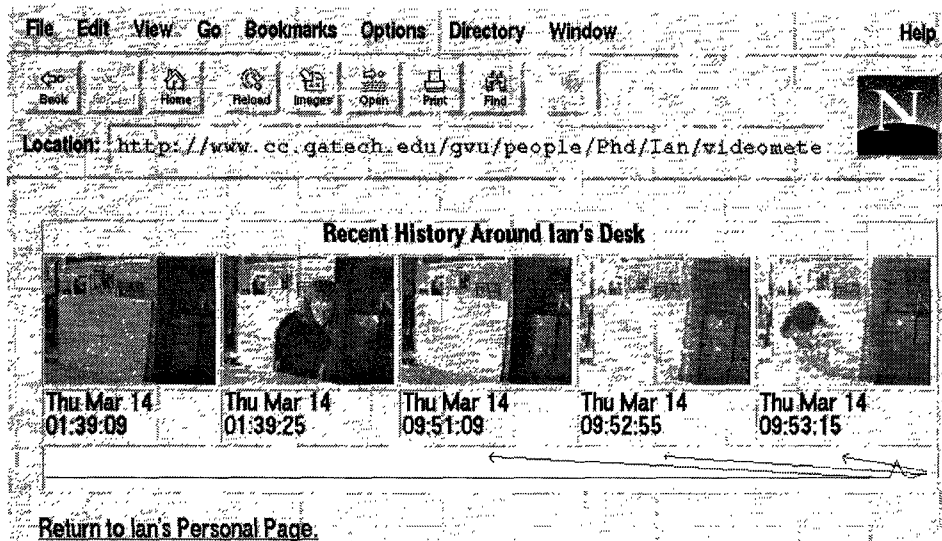 File Edit View Go Bookmarks Options Directory Window Help
Back Home Reload Images Open Print Find
N
Location: http://www.cc.gatech.edu/gvu/people/Phd/Ian/videomete
Recent History Around Ian's Desk
Thu Mar 14 Thu Mar 14 Thu Mar 14 Thu Mar 14 Thu Mar 14
01:39:09 01:39:25 09:51:09 09:52:55 09:53:15
Return to Ian's Personal Page.